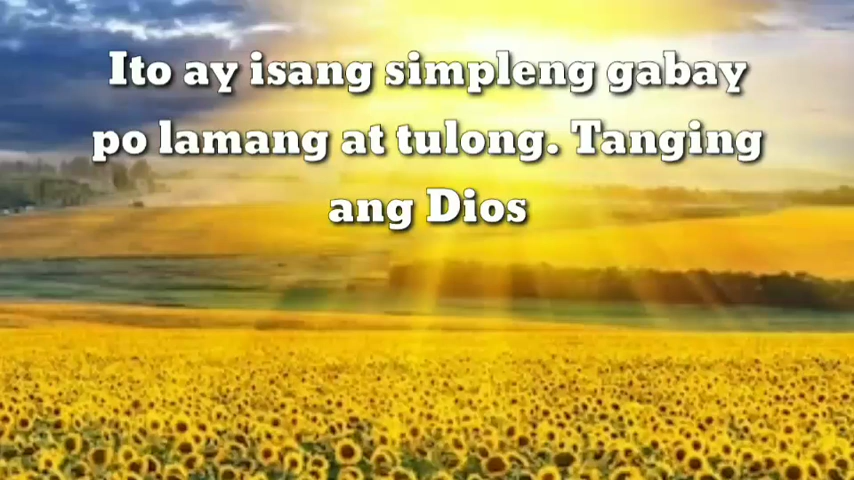 Ito ay isang simpleng gabay
po lamang at tulong. Tanging
ang Dios